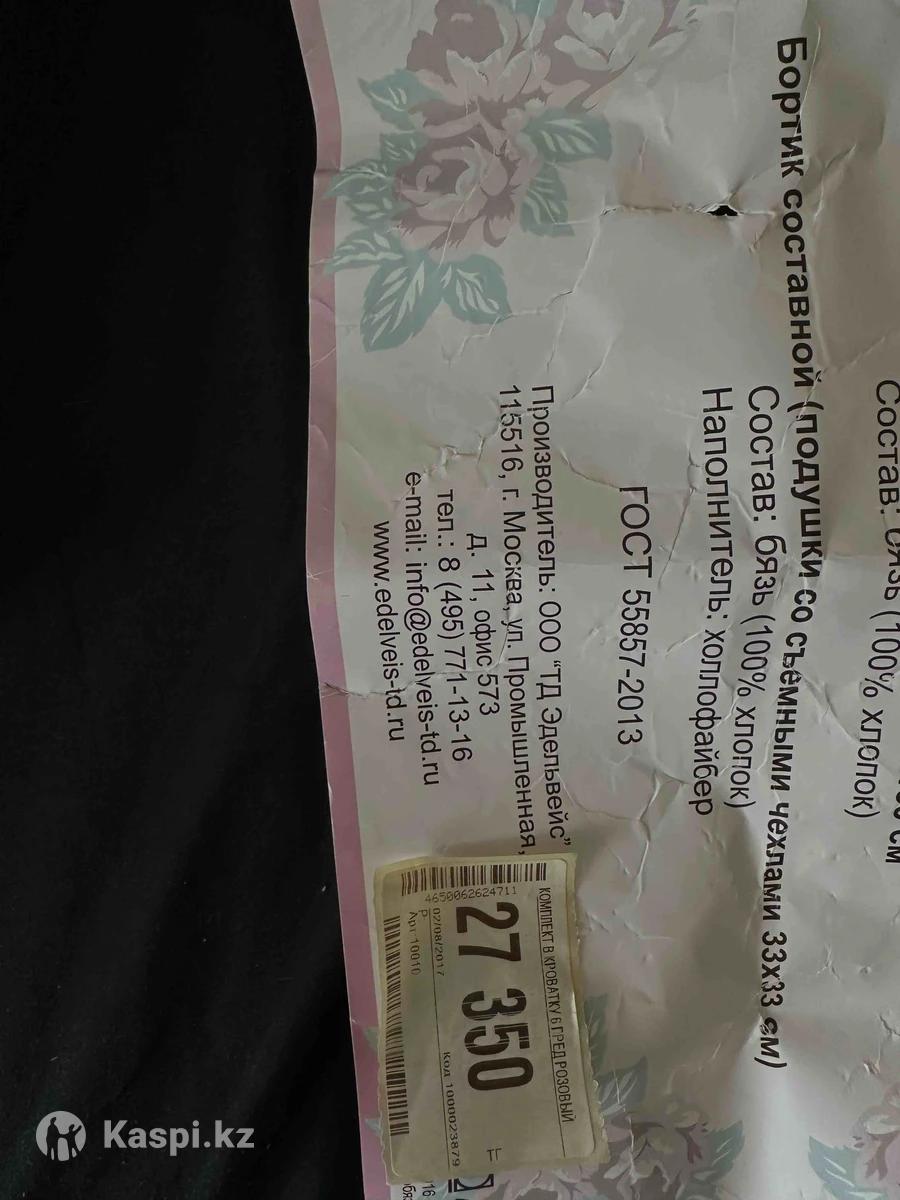 см
Состав: бязь (100% хлопок)
Бортик составной (подушки со съёмными чехлами 33х33 см)
Состав: бязь (100% хлопок)
Наполнитель: холлофайбер
ГОСТ 55857-2013
Производитель: ООО "ТД Эдельвейс"
115516, г. Москва, ул. Промышленная,
д. 11, офис 573
тел.: 8 (495) 771-13-16
e-mail: info@edelveis-td.ru
www.edelveis-td.ru
КОМПЛЕКТ В КРОВАТКУ 6 ПРЕД РОЗОВЫЙ
27 350
4650062624711
02/08/2017 Код 1000023879
Р
Арт 10010
Kaspi.kz